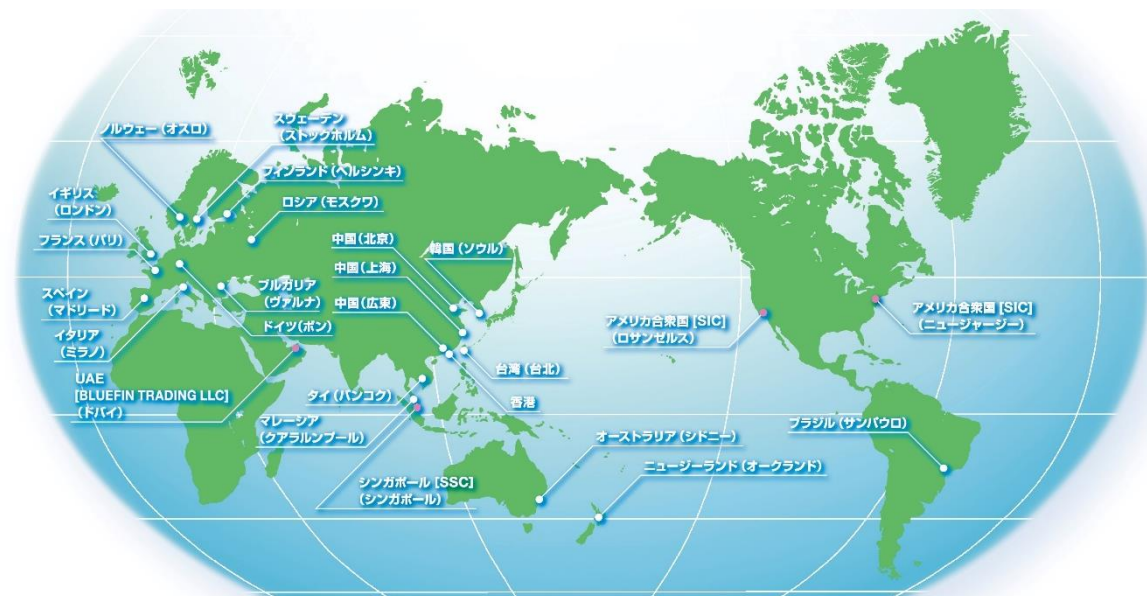 ノルウェー（オスロ）
スウェーデン
（ストックホルム）
フィンランド（ヘルシンキ）
イギリス
（ロンドン）
ロシア（モスクワ）
フランス（パリ）
中国（北京）
韓国（ソウル）
中国（上海）
スペイン
（マドリード）
ブルガリア
（ヴァルナ）
中国（広東）
ドイツ（ボン）
イタリア
（ミラノ）
アメリカ合衆国 [SIC]
（ロサンゼルス）
アメリカ合衆国 [SIC]
（ニュージャージー）
台湾（台北）
UAE
[BLUEFIN TRADING LLC]
（ドバイ）
タイ（バンコク）
香港
マレーシア
（クアラルンプール）
ブラジル（サンパウロ）
オーストラリア（シドニー）
ニュージーランド（オークランド）
シンガポール [SSC]
（シンガポール）